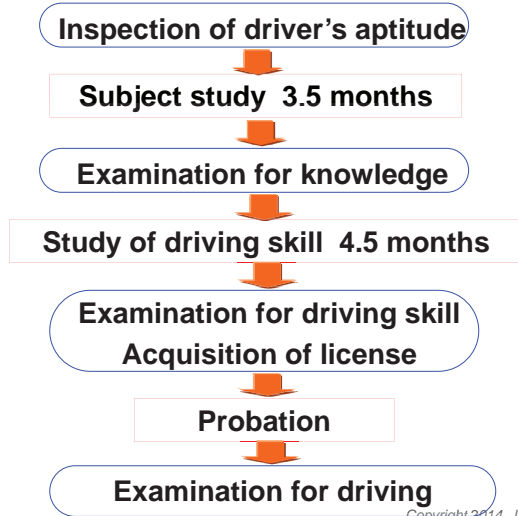 Inspection of driver’s aptitude
Subject study 3.5 months
Examination for knowledge
Study of driving skill 4.5 months
Examination for driving skill
Acquisition of license
Probation
Examination for driving
Copyright 2014